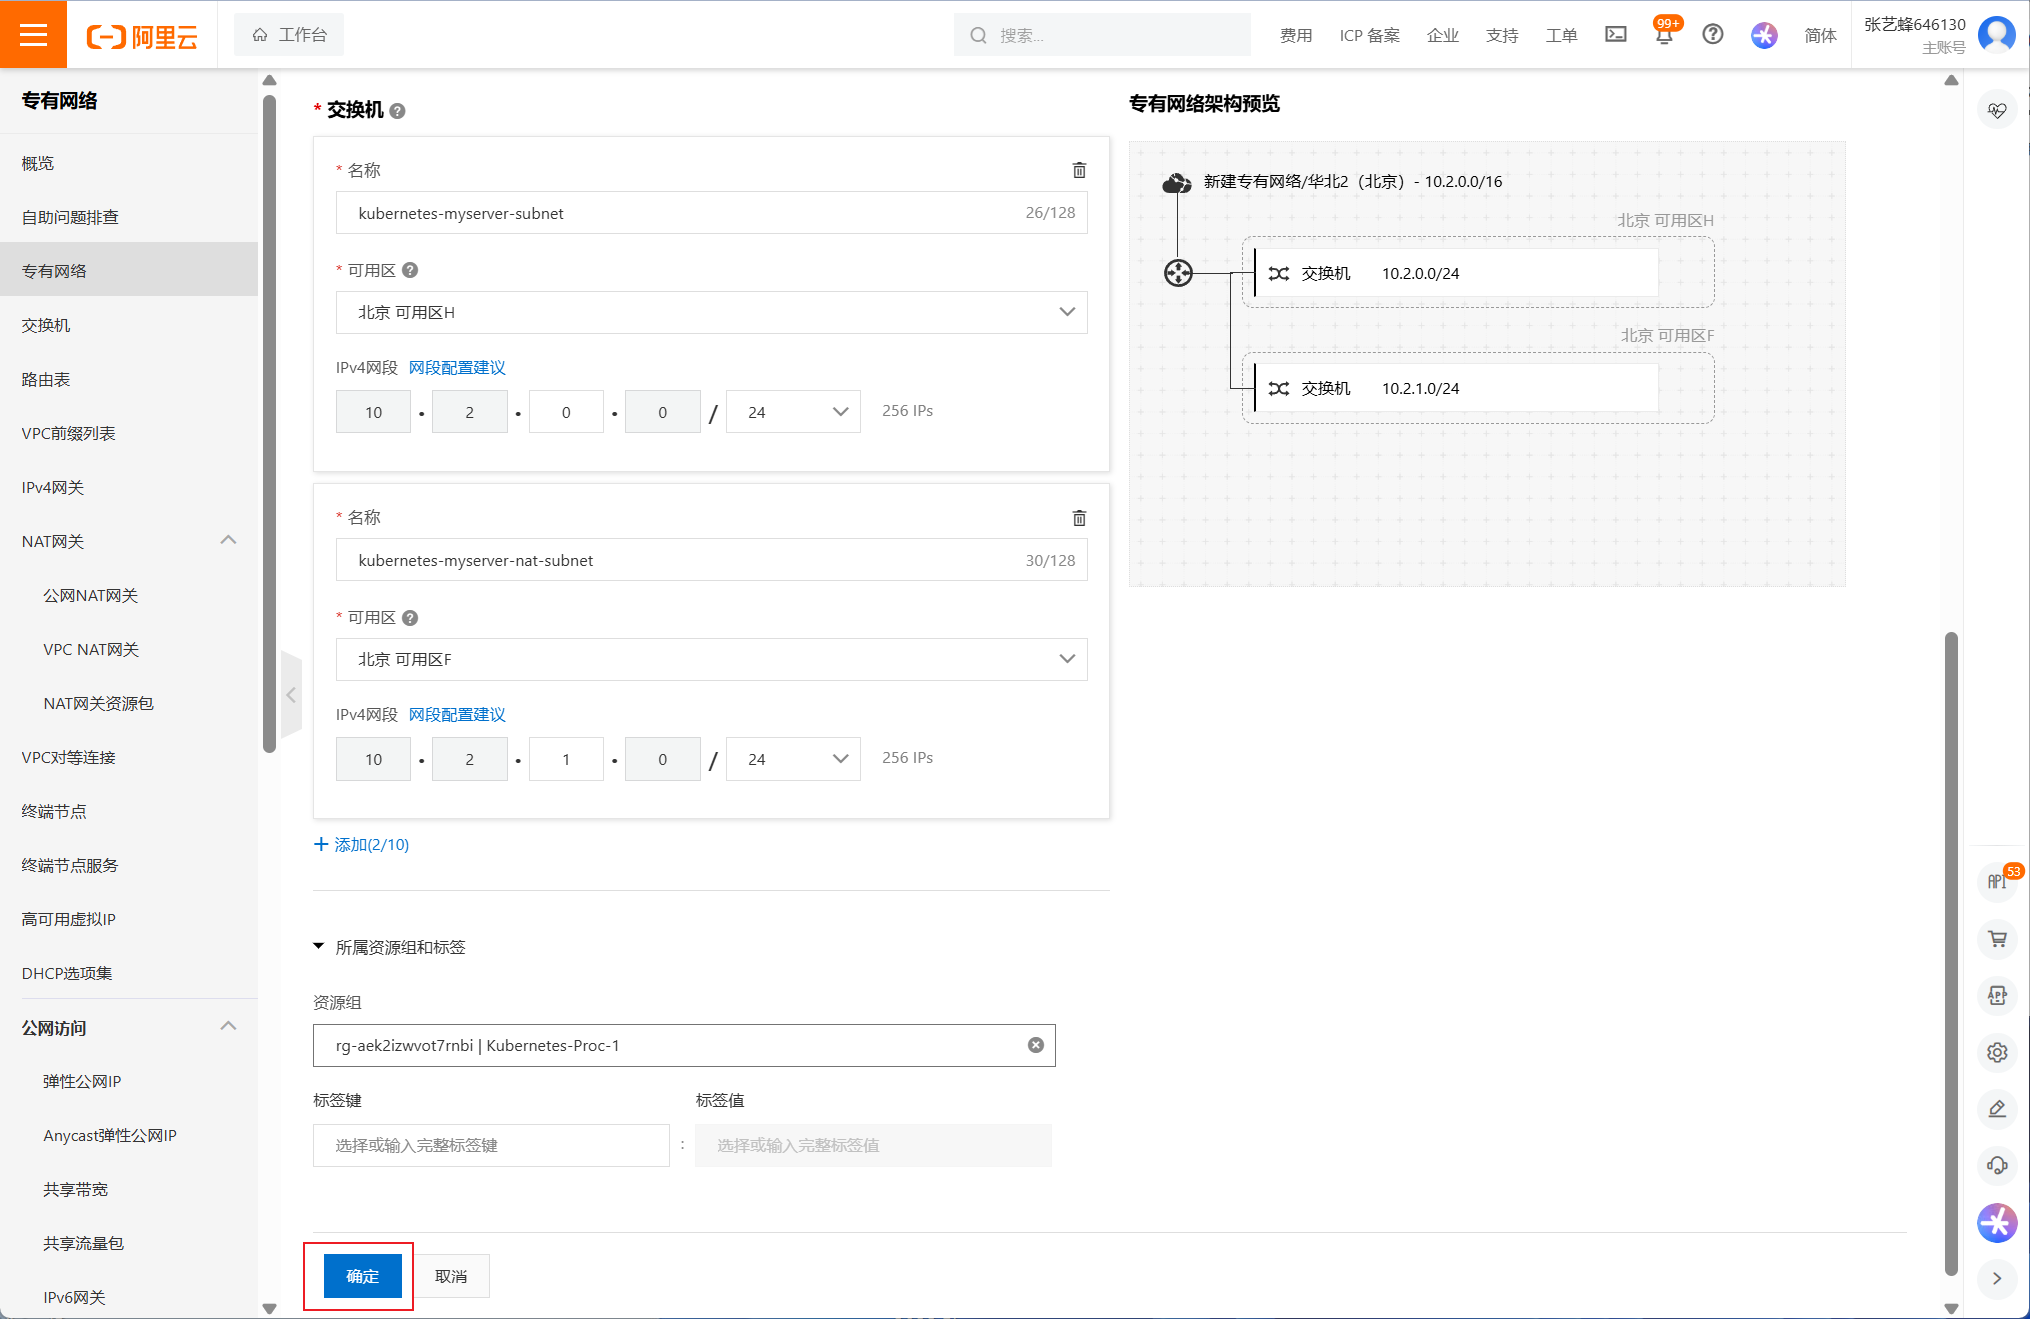 阿里云
工作台
搜索...
费用
ICP 备案
企业
支持
工单
99+
简体
张艺蜂646130
主账号
专有网络
概览
自助问题排查
专有网络
交换机
路由表
VPC前缀列表
IPv4网关
NAT网关
公网NAT网关
VPC NAT网关
NAT网关资源包
VPC对等连接
终端节点
终端节点服务
高可用虚拟IP
DHCP选项集
公网访问
弹性公网IP
Anycast弹性公网IP
共享带宽
共享流量包
IPv6网关
* 交换机
* 名称
kubernetes-myserver-subnet 26/128
* 可用区
北京 可用区H
IPv4网段 网段配置建议
10 • 2 • 0 • 0 / 24 256 IPs
* 名称
kubernetes-myserver-nat-subnet 30/128
* 可用区
北京 可用区F
IPv4网段 网段配置建议
10 • 2 • 1 • 0 / 24 256 IPs
+ 添加(2/10)
所属资源组和标签
资源组
rg-aek2izwvot7rnbi | Kubernetes-Proc-1
标签键 标签值
选择或输入完整标签键 : 选择或输入完整标签值
确定 取消
专有网络架构预览
新建专有网络/华北2（北京）- 10.2.0.0/16
北京 可用区H
交换机 10.2.0.0/24
北京 可用区F
交换机 10.2.1.0/24
53
API
APP